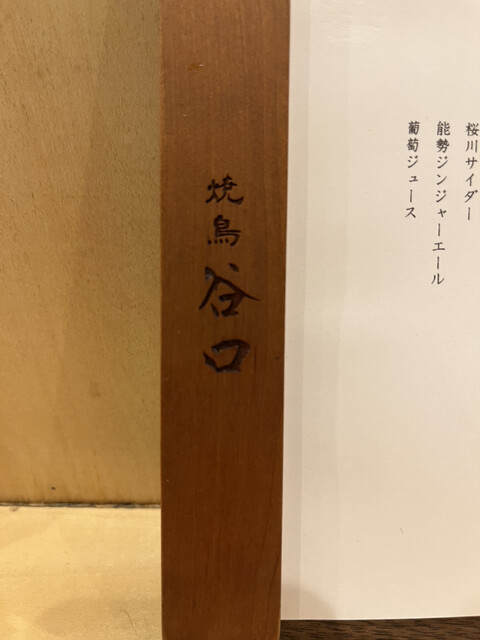 桜川サイダー
能勢ジンジャーエール
葡萄ジュース
焼鳥 谷口